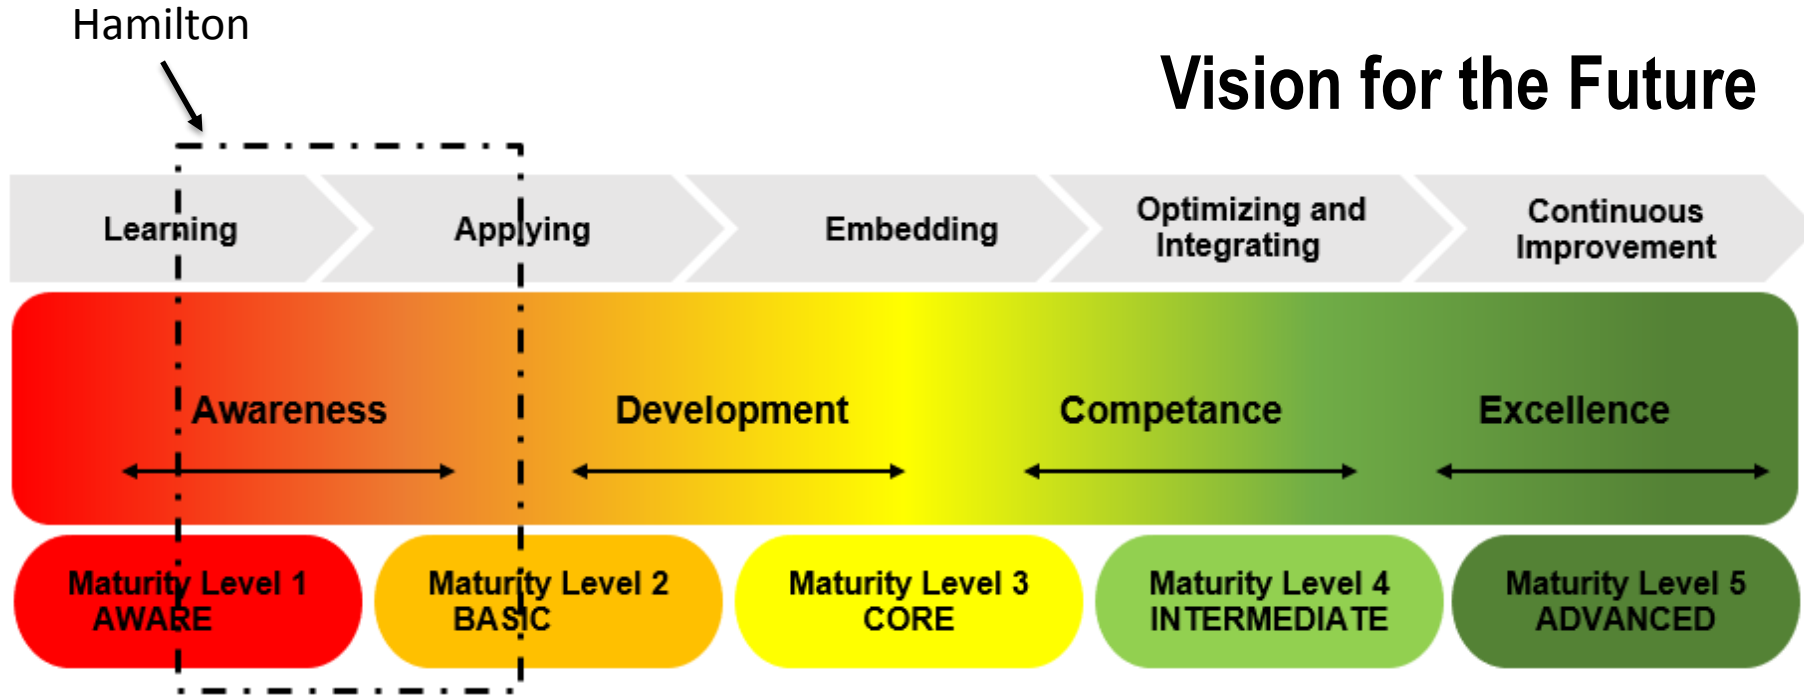 Hamilton
Vision for the Future
Learning
Applying
Embedding
Optimizing and
Integrating
Continuous
Improvement
Awareness
Development
Competance
Excellence
Maturity Level 1
AWARE
Maturity Level 2
BASIC
Maturity Level 3
CORE
Maturity Level 4
INTERMEDIATE
Maturity Level 5
ADVANCED